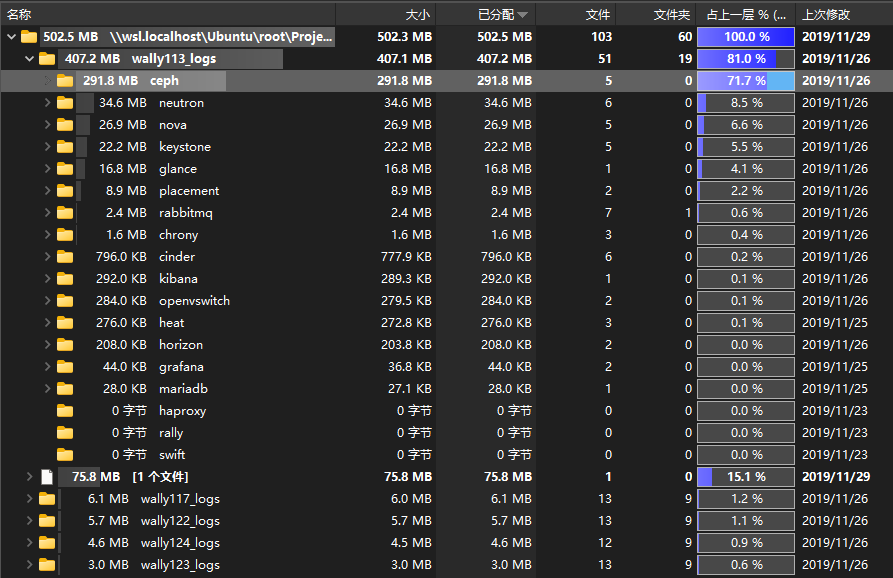 名称 大小 已分配 文件 文件夹 占上一层 % (... 上次修改
502.5 MB \\wsl.localhost\Ubuntu\root\Proje... 502.3 MB 502.5 MB 103 60 100.0 % 2019/11/29
407.2 MB wally113_logs 407.1 MB 407.2 MB 51 19 81.0 % 2019/11/26
291.8 MB ceph 291.8 MB 291.8 MB 5 0 71.7 % 2019/11/26
34.6 MB neutron 34.6 MB 34.6 MB 6 0 8.5 % 2019/11/26
26.9 MB nova 26.9 MB 26.9 MB 5 0 6.6 % 2019/11/26
22.2 MB keystone 22.2 MB 22.2 MB 5 0 5.5 % 2019/11/26
16.8 MB glance 16.8 MB 16.8 MB 1 0 4.1 % 2019/11/26
8.9 MB placement 8.9 MB 8.9 MB 2 0 2.2 % 2019/11/26
2.4 MB rabbitmq 2.4 MB 2.4 MB 7 1 0.6 % 2019/11/26
1.6 MB chrony 1.6 MB 1.6 MB 3 0 0.4 % 2019/11/26
796.0 KB cinder 777.9 KB 796.0 KB 6 0 0.2 % 2019/11/26
292.0 KB kibana 289.3 KB 292.0 KB 1 0 0.1 % 2019/11/26
284.0 KB openvswitch 279.5 KB 284.0 KB 2 0 0.1 % 2019/11/26
276.0 KB heat 272.8 KB 276.0 KB 3 0 0.1 % 2019/11/25
208.0 KB horizon 203.8 KB 208.0 KB 2 0 0.0 % 2019/11/26
44.0 KB grafana 36.8 KB 44.0 KB 2 0 0.0 % 2019/11/25
28.0 KB mariadb 27.1 KB 28.0 KB 1 0 0.0 % 2019/11/25
0 字节 haproxy 0 字节 0 字节 0 0 0.0 % 2019/11/23
0 字节 rally 0 字节 0 字节 0 0 0.0 % 2019/11/23
0 字节 swift 0 字节 0 字节 0 0 0.0 % 2019/11/23
75.8 MB [1 个文件] 75.8 MB 75.8 MB 1 0 15.1 % 2019/11/29
6.1 MB wally117_logs 6.0 MB 6.1 MB 13 9 1.2 % 2019/11/26
5.7 MB wally122_logs 5.7 MB 5.7 MB 13 9 1.1 % 2019/11/26
4.6 MB wally124_logs 4.5 MB 4.6 MB 12 9 0.9 % 2019/11/26
3.0 MB wally123_logs 3.0 MB 3.0 MB 13 9 0.6 % 2019/11/26